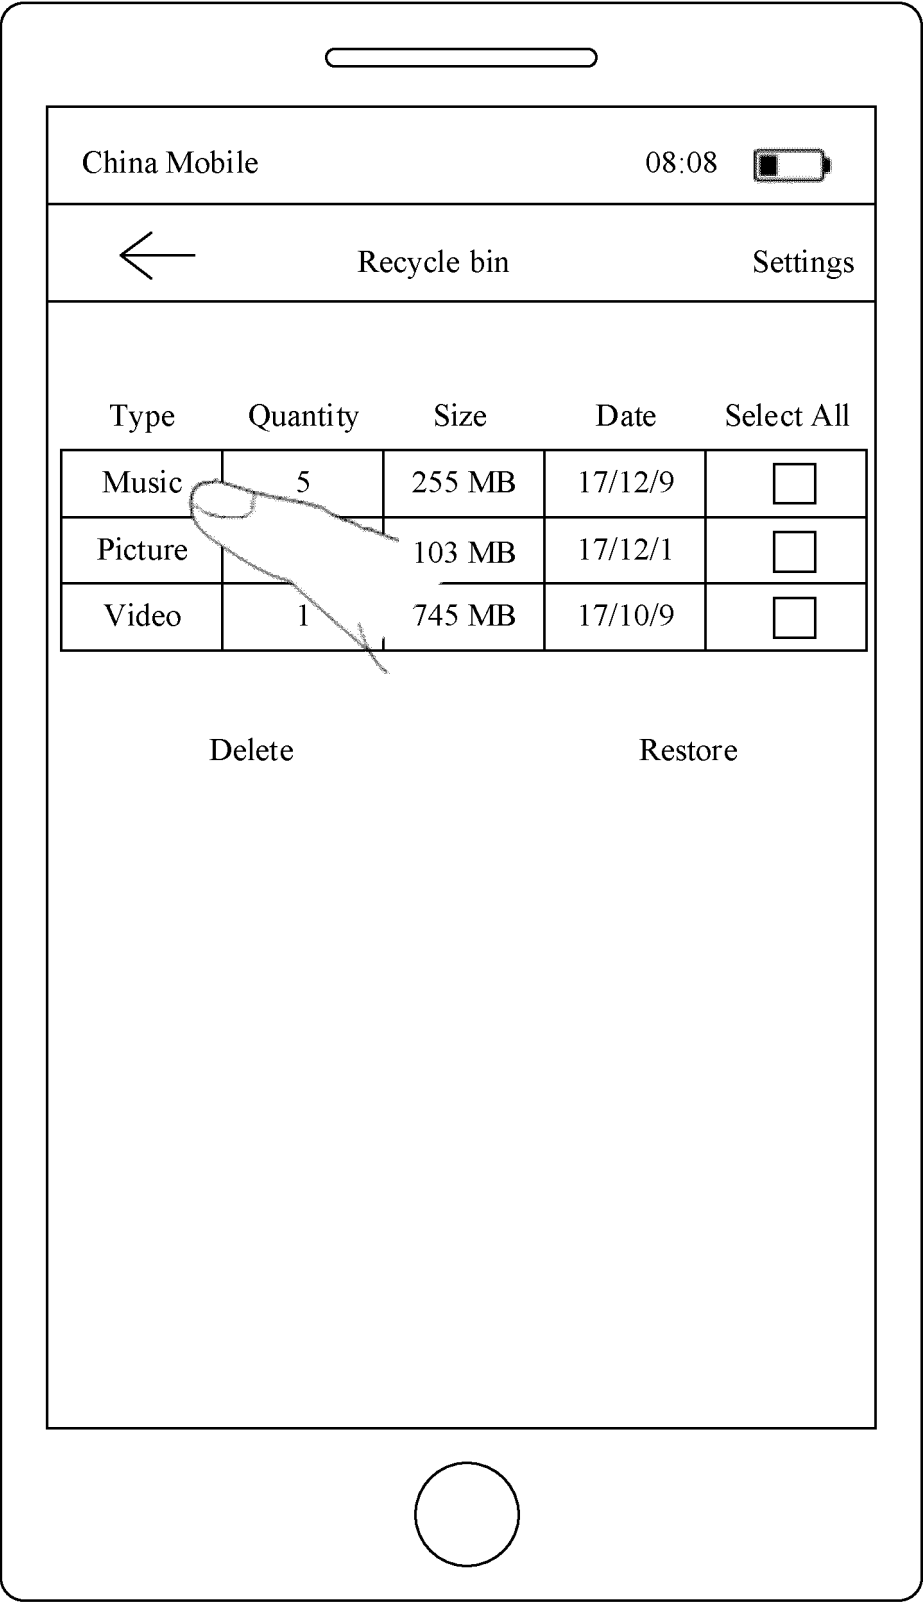 China Mobile 08:08
Recycle bin Settings
Type Quantity Size Date Select All
Music 5 255 MB 17/12/9
Picture 103 MB 17/12/1
Video 1 745 MB 17/10/9
Delete Restore